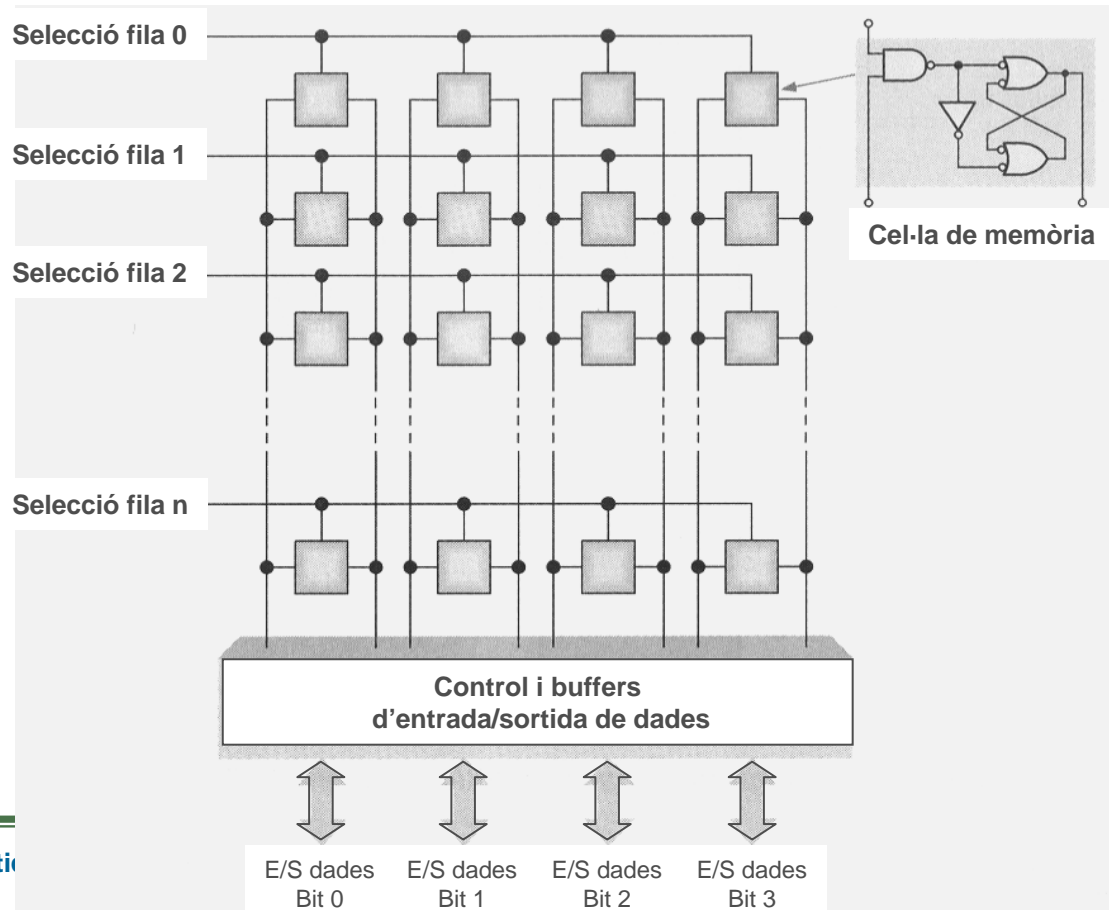 Selecció fila 0
Selecció fila 1
Cel·la de memòria
Selecció fila 2
Selecció fila n
Control i buffers
d'entrada/sortida de dades
E/S dades
Bit 0
E/S dades
Bit 1
E/S dades
Bit 2
E/S dades
Bit 3